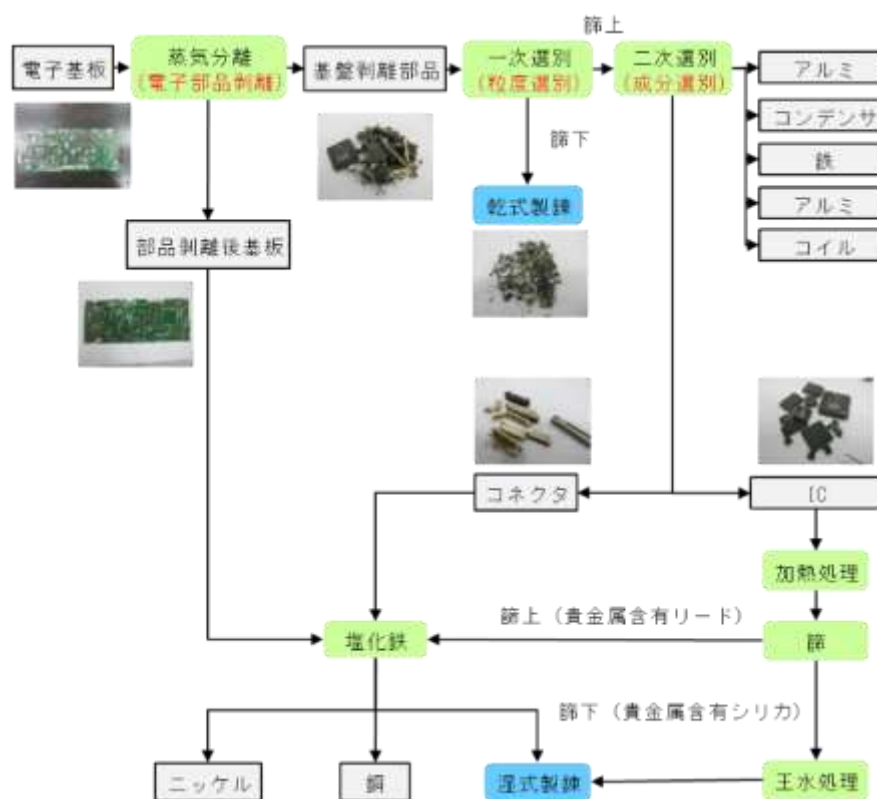 篩上
電子基板
蒸気分離
(電子部品剥離)
基盤剥離部品
一次選別
(粒度選別)
二次選別
(成分選別)
アルミ
コンデンサ
鉄
アルミ
コイル
篩下
乾式製錬
部品剥離後基板
コネクタ
IC
加熱処理
篩上(貴金属含有リード)
塩化鉄
篩
篩下(貴金属含有シリカ)
ニッケル
銅
湿式製錬
王水処理